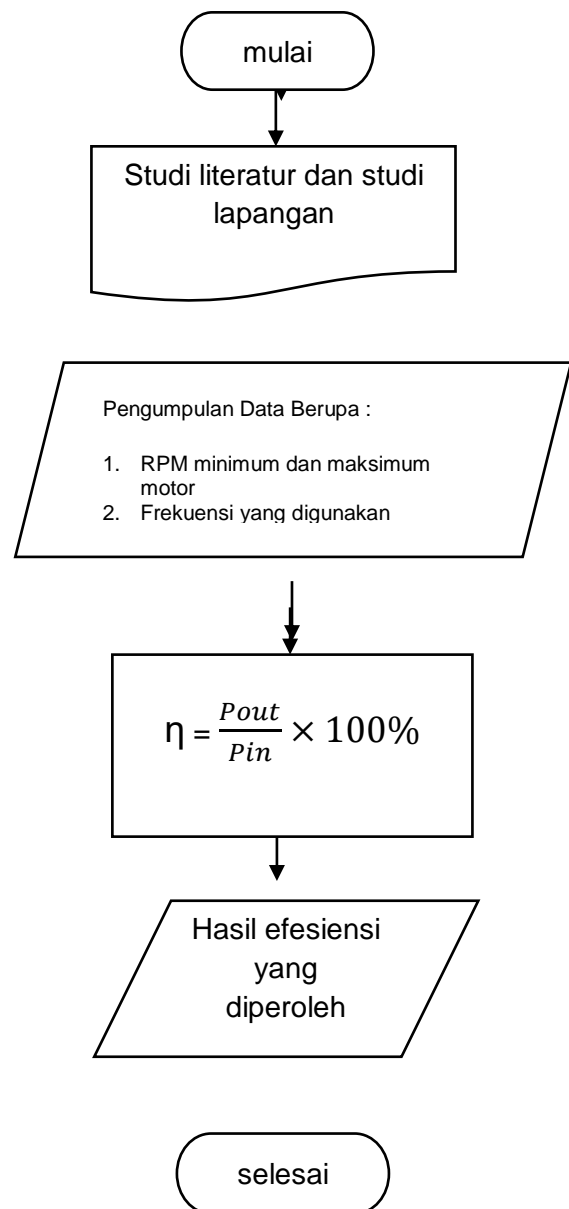 mulai
Studi literatur dan studi
lapangan
Pengumpulan Data Berupa :
1. RPM minimum dan maksimum
motor
2. Frekuensi yang digunakan
η = Pout/Pin × 100%
Hasil efesiensi
yang
diperoleh
selesai